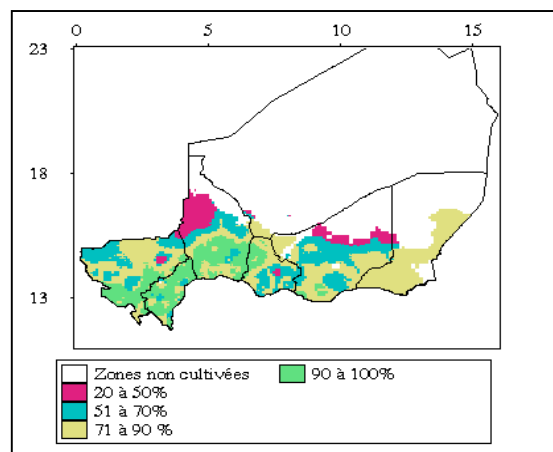 0 5 10 15
23
18
13
Zones non cultivées 90 à 100%
20 à 50%
51 à 70%
71 à 90 %